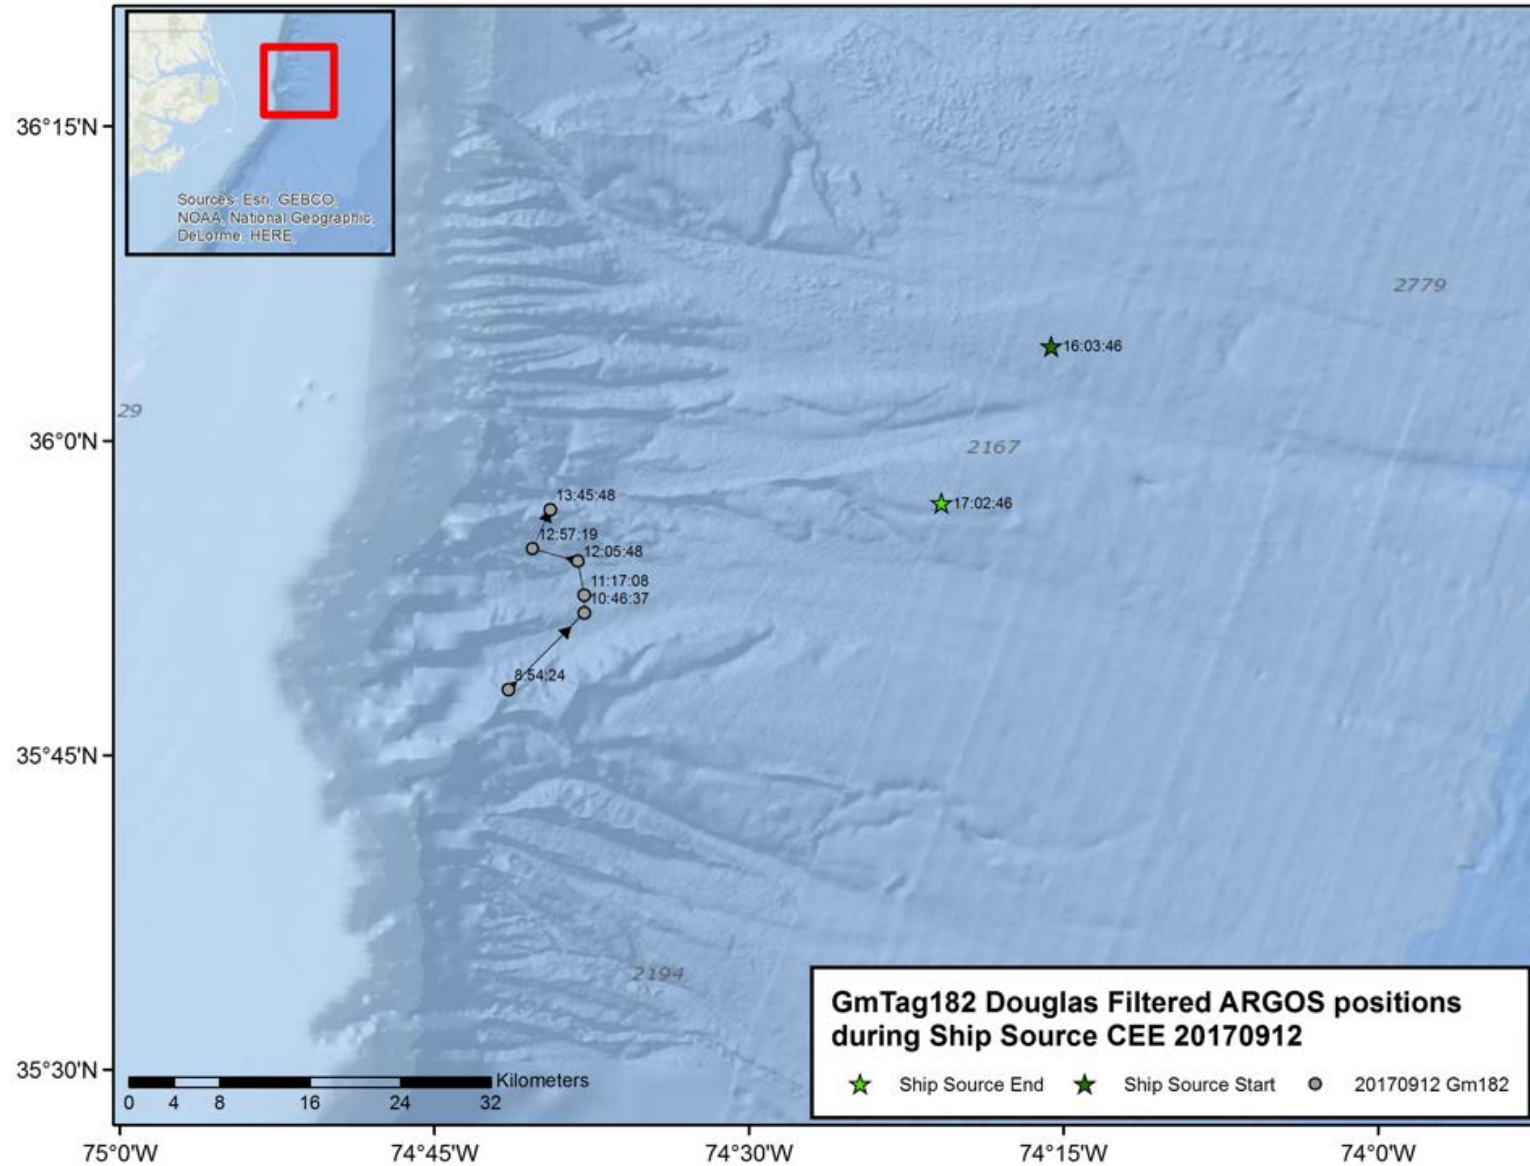 Sources: Esri, GEBCO,
NOAA, National Geographic,
DeLorme, HERE,
36°15'N
2779
16:03:46
29
36°0'N
2167
13:45:48
17:02:46
12:57:19
12:05:48
11:17:08
10:46:37
8:54:24
35°45'N
2194
GmTag182 Douglas Filtered ARGOS positions
during Ship Source CEE 20170912
Ship Source End Ship Source Start 20170912 Gm182
35°30'N
Kilometers
0 4 8 16 24 32
75°0'W 74°45'W 74°30'W 74°15'W 74°0'W